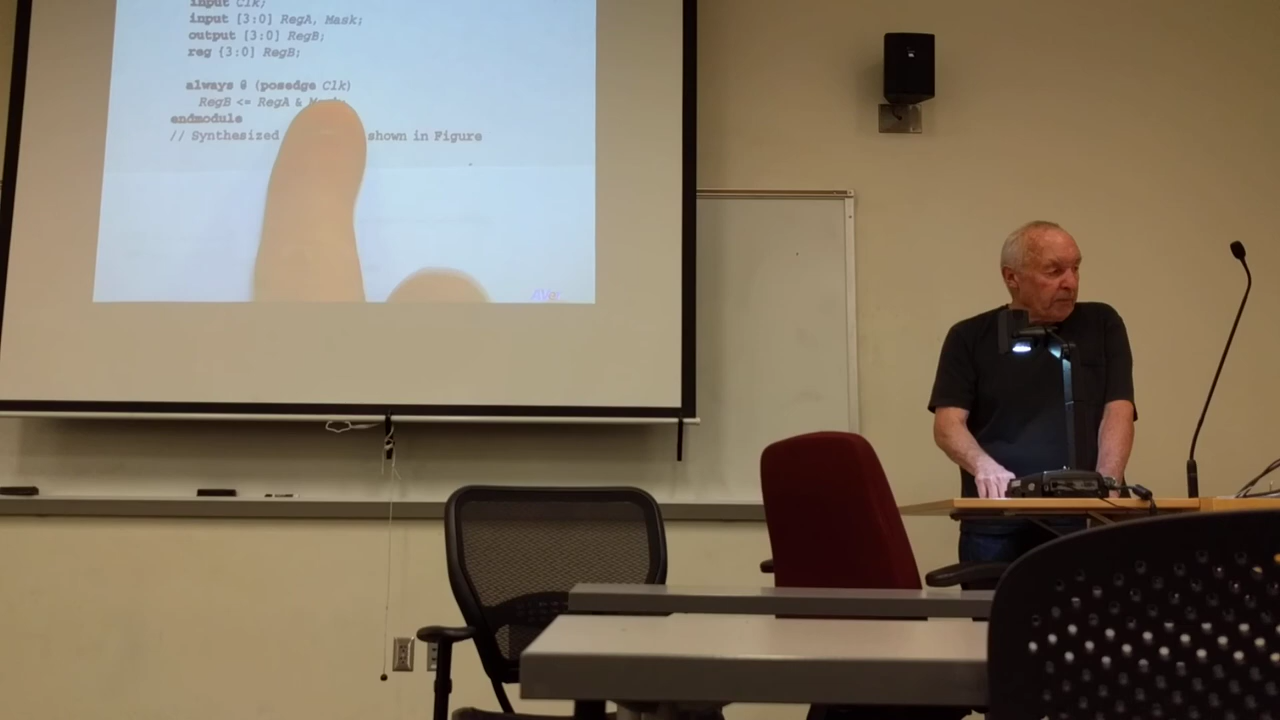 input Clk;
input [3:0] RegA, Mask;
output [3:0] RegB;
reg [3:0] RegB;
always @ (posedge Clk)
RegB <= RegA &
endmodule
// Synthesized shown in Figure
AVer